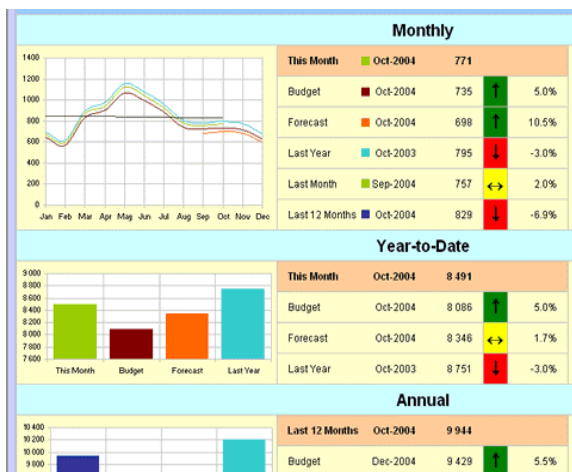 Monthly
1400
1200
1000
800
600
400
200
0
Jan Feb Mar Apr May Jun Jul Aug Sep Oct Nov Dec
This Month Oct-2004 771
Budget Oct-2004 735 ↑ 5.0%
Forecast Oct-2004 698 ↑ 10.5%
Last Year Oct-2003 795 ↓ -3.0%
Last Month Sep-2004 757 ↔ 2.0%
Last 12 Months Oct-2004 829 ↓ -6.9%
Year-to-Date
9 000
8 800
8 600
8 400
8 200
8 000
7 800
7 600
This Month Budget Forecast Last Year
This Month Oct-2004 8 491
Budget Oct-2004 8 086 ↑ 5.0%
Forecast Oct-2004 8 346 ↔ 1.7%
Last Year Oct-2003 8 751 ↓ -3.0%
Annual
10 400
10 200
10 000
9 800
Last 12 Months Oct-2004 9 944
Budget Dec-2004 9 429 ↑ 5.5%